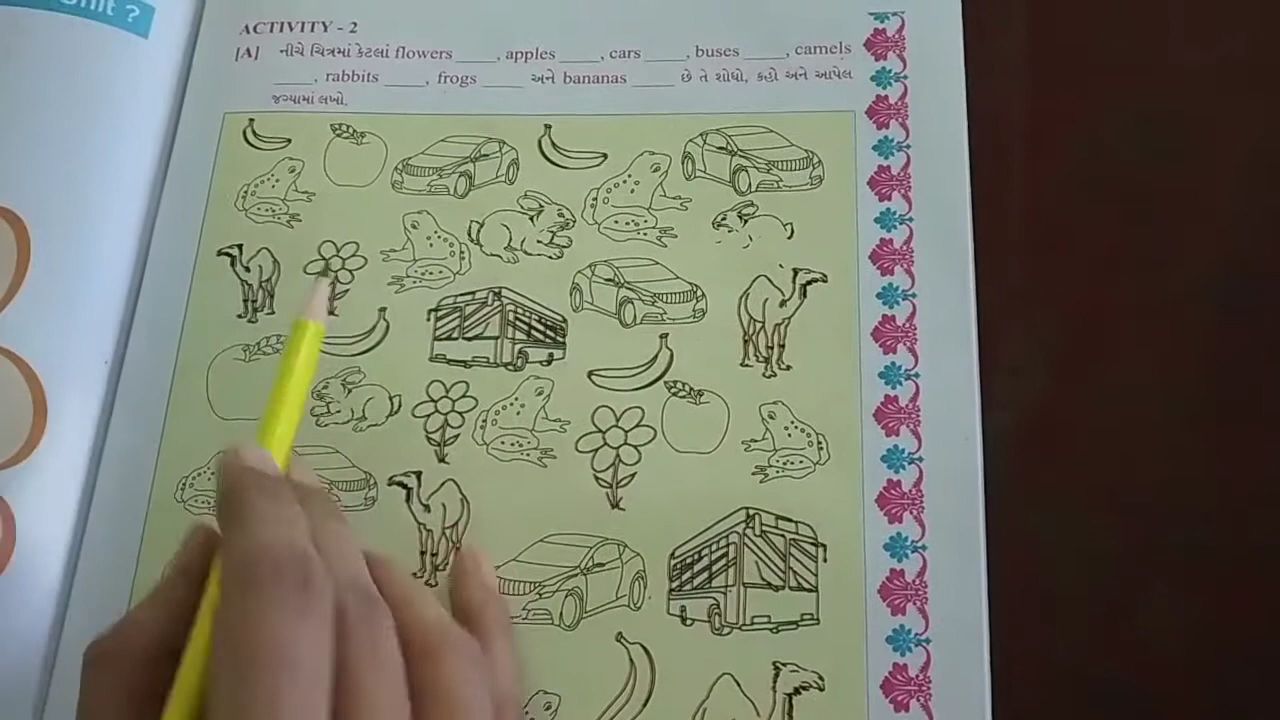 unit ?
ACTIVITY - 2
[A] નીચે ચિત્રમાં કેટલાં flowers ____, apples ____, cars ____, buses ____, camels
____, rabbits ____, frogs ____ અને bananas ____ છે તે શોધો, કહો અને આપેલ
જગ્યામાં લખો.